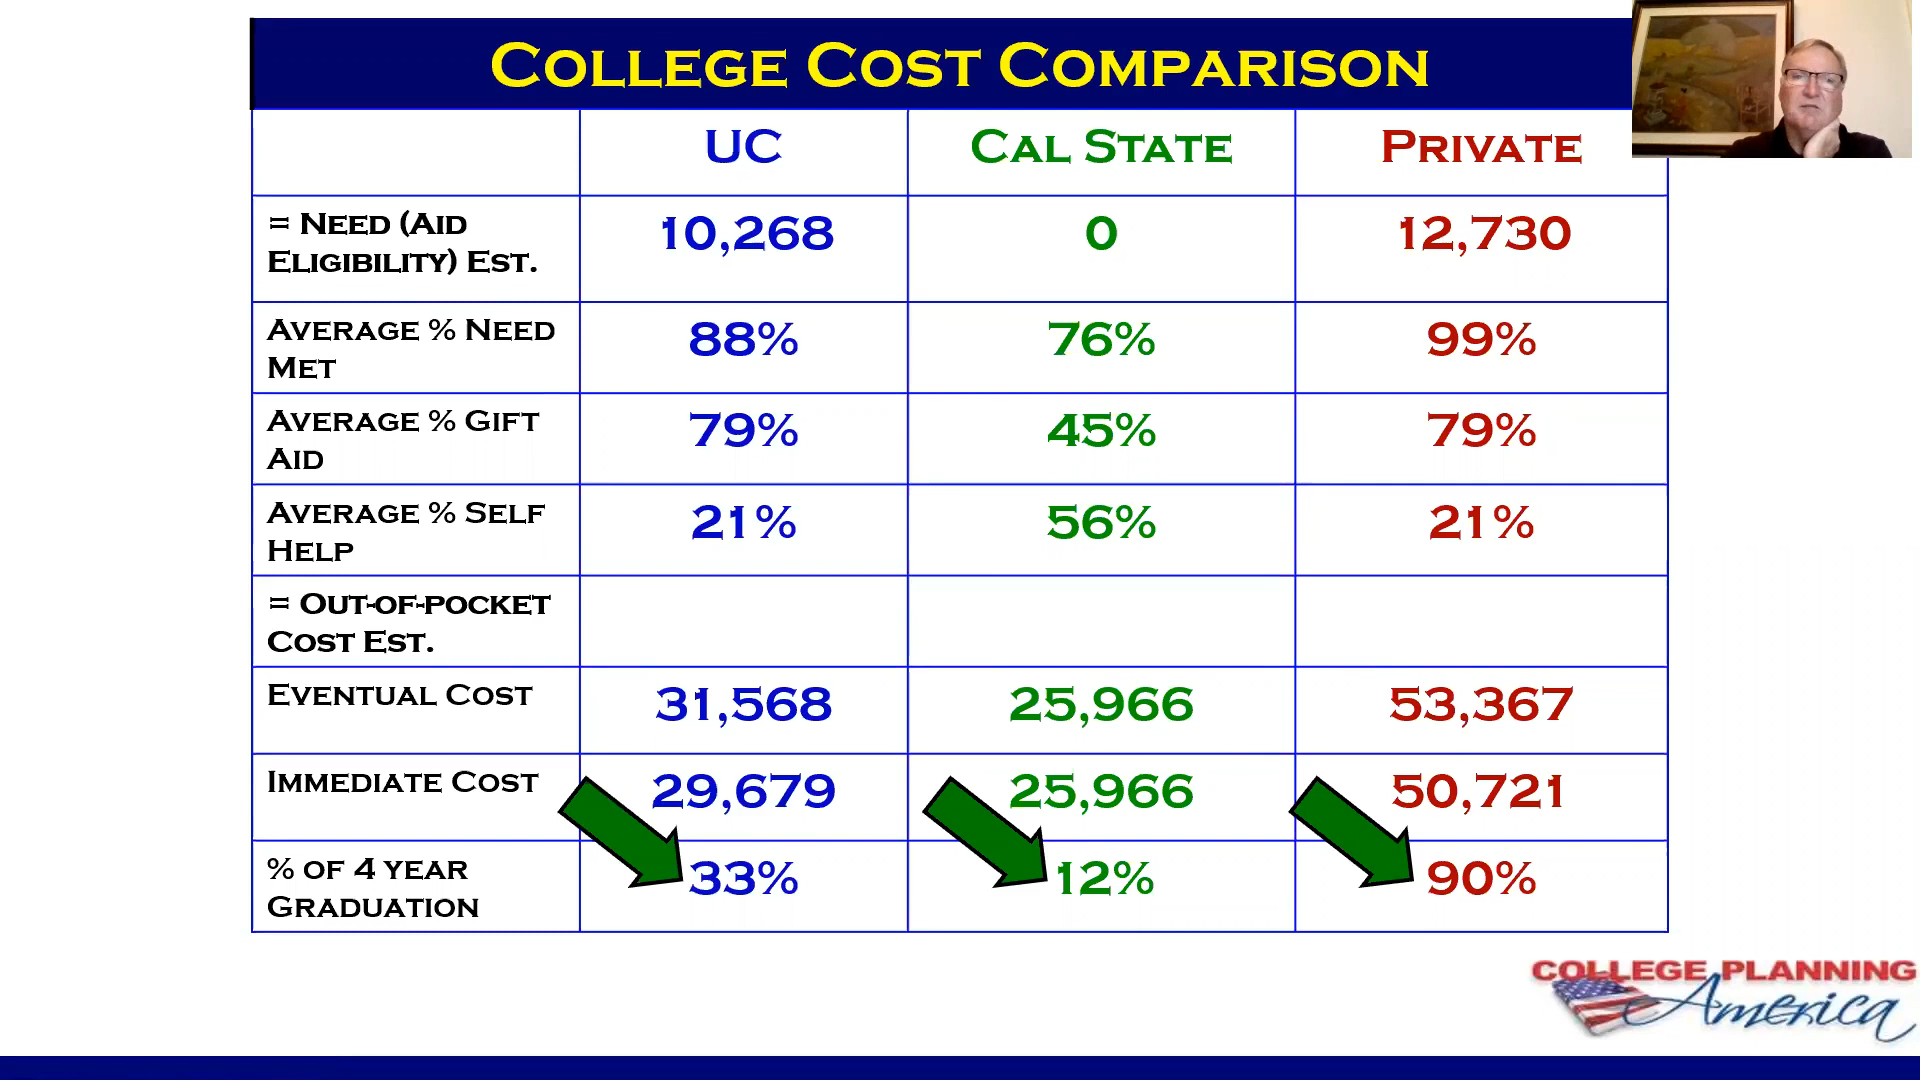 College Cost Comparison
UC Cal State Private
= Need (Aid 10,268 0 12,730
Eligibility) Est.
Average % Need 88% 76% 99%
Met
Average % Gift 79% 45% 79%
Aid
Average % Self 21% 56% 21%
Help
= Out-of-pocket
Cost Est.
Eventual Cost 31,568 25,966 53,367
Immediate Cost 29,679 25,966 50,721
% of 4 year 33% 12% 90%
Graduation
COLLEGE PLANNING
America